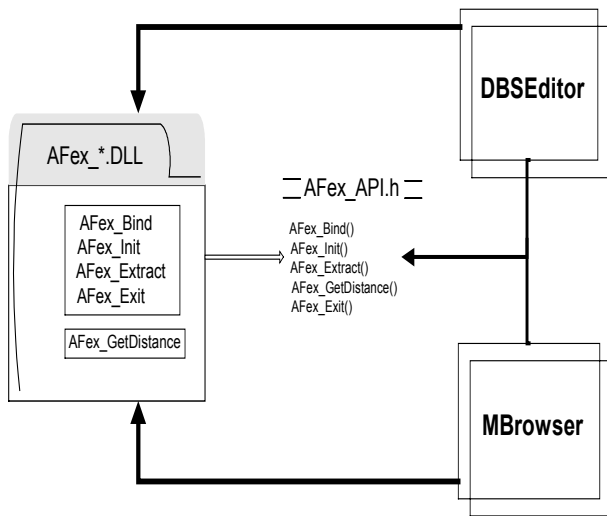 DBSEditor
AFex_*.DLL
AFex_API.h
AFex_Bind
AFex_Init
AFex_Extract
AFex_Exit
AFex_GetDistance
AFex_Bind()
AFex_Init()
AFex_Extract()
AFex_GetDistance()
AFex_Exit()
MBrowser